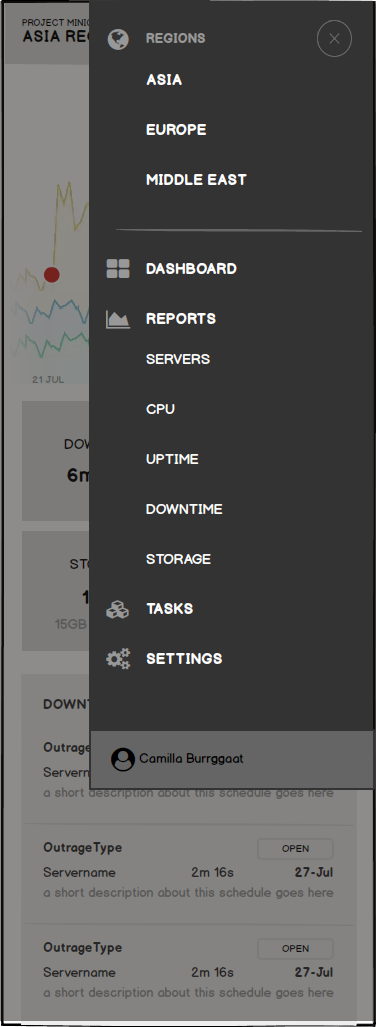 PROJECT MINIO
ASIA REG
REGIONS
ASIA
EUROPE
MIDDLE EAST
DASHBOARD
REPORTS
SERVERS
CPU
UPTIME
DOWNTIME
STORAGE
TASKS
SETTINGS
21 JUL
DOW
6m
STO
1
15GB
DOWNT
Outrage
Servern
Camilla Burrggaat
a short description about this schedule goes here
OutrageType OPEN
Servername 2m 16s 27-Jul
a short description about this schedule goes here
OutrageType OPEN
Servername 2m 16s 27-Jul
a short description about this schedule goes here